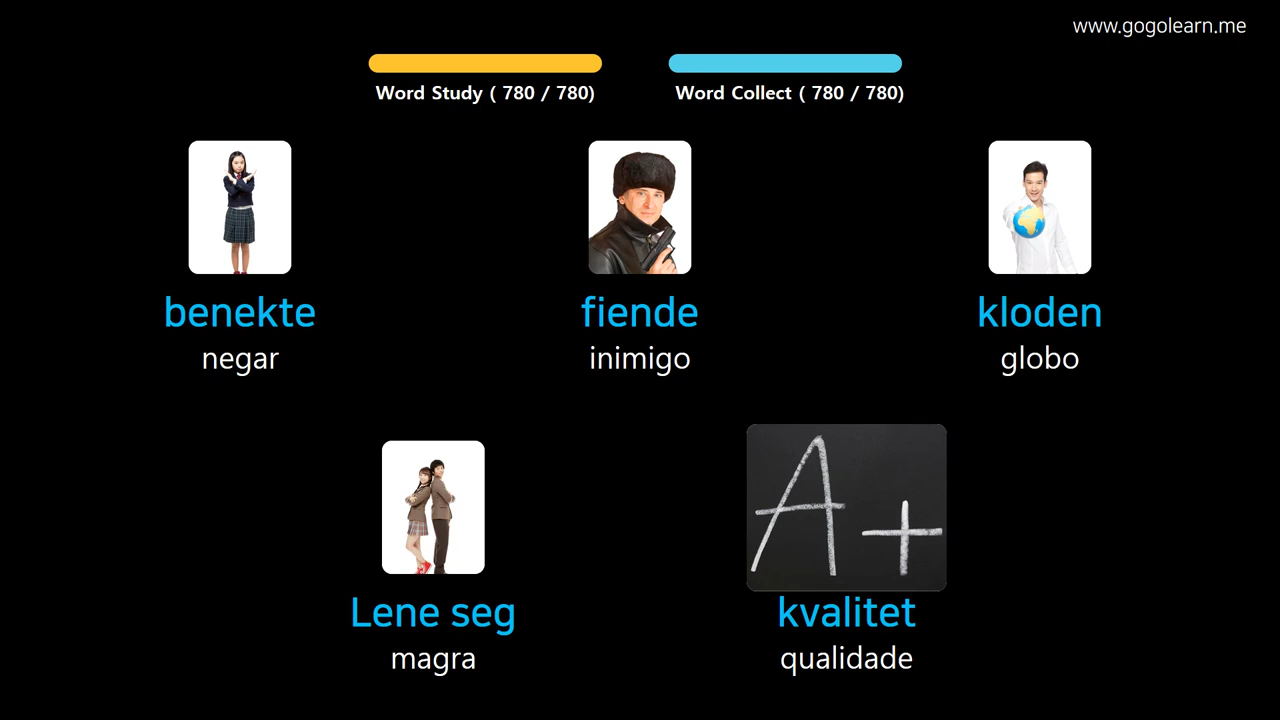 www.gogolearn.me
Word Study ( 780 / 780)
Word Collect ( 780 / 780)
benekte
negar
fiende
inimigo
kloden
globo
Lene seg
magra
A+
kvalitet
qualidade